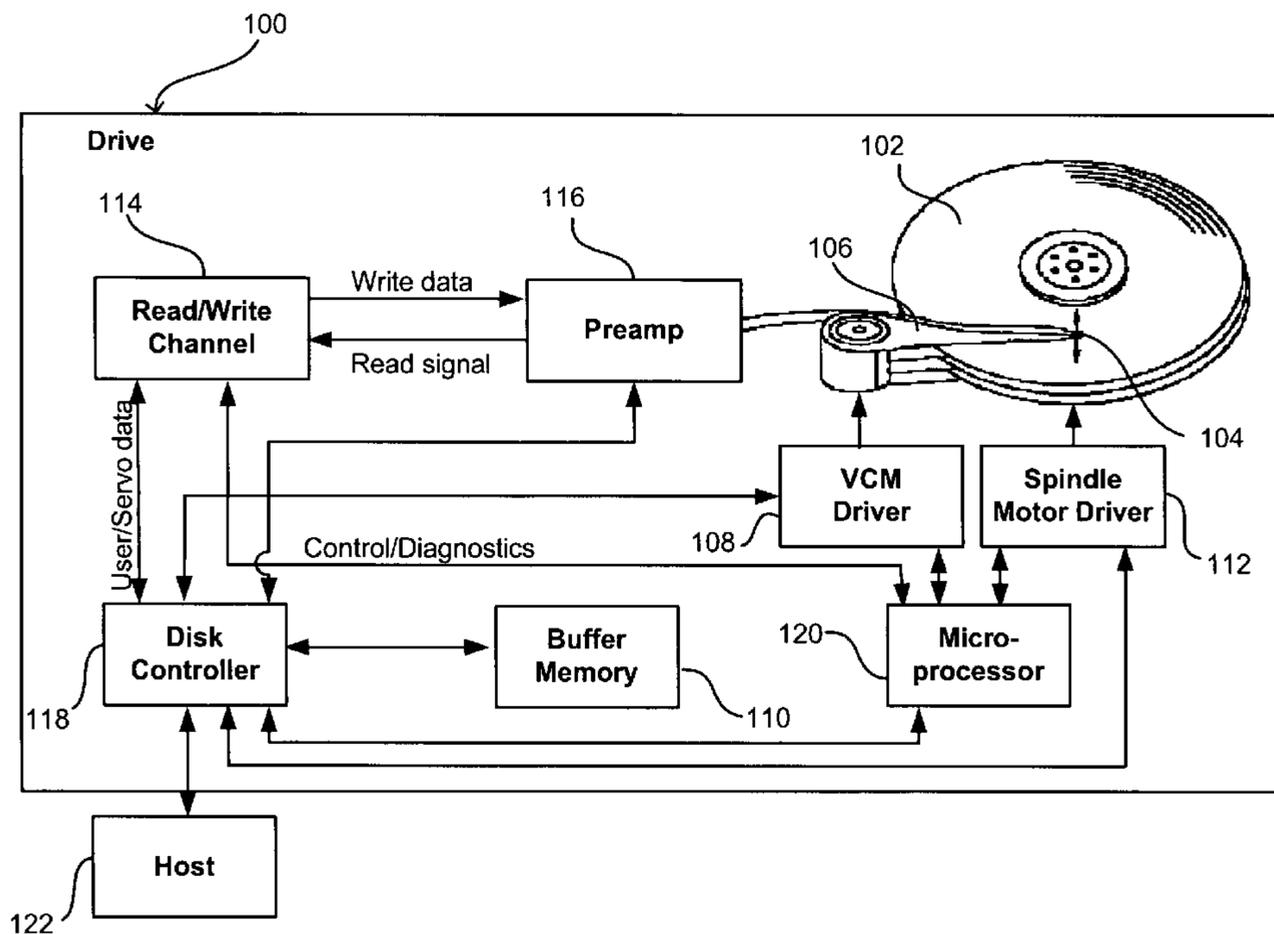 100
Drive
102
114
116
106
Write data
Read/Write
Channel
Preamp
Read signal
104
User/Servo data
VCM
Driver
Spindle
Motor Driver
108
Control/Diagnostics
112
Disk
Controller
Buffer
Memory
120
Micro-
processor
118
110
Host
122